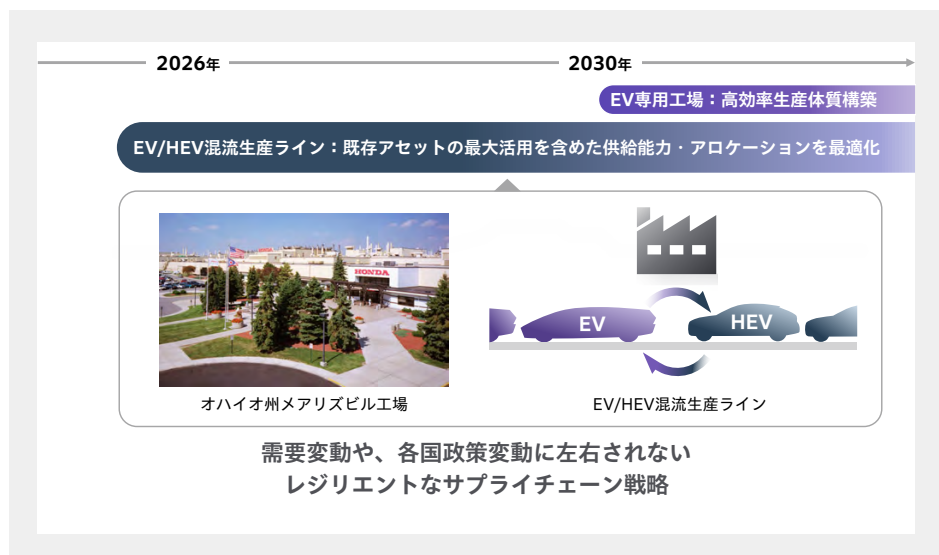 2026年
2030年
EV専用工場：高効率生産体質構築
EV/HEV混流生産ライン：既存アセットの最大活用を含めた供給能力・アロケーションを最適化
HONDA
EV
HEV
オハイオ州メアリズビル工場
EV/HEV混流生産ライン
需要変動や、各国政策変動に左右されない
レジリエントなサプライチェーン戦略